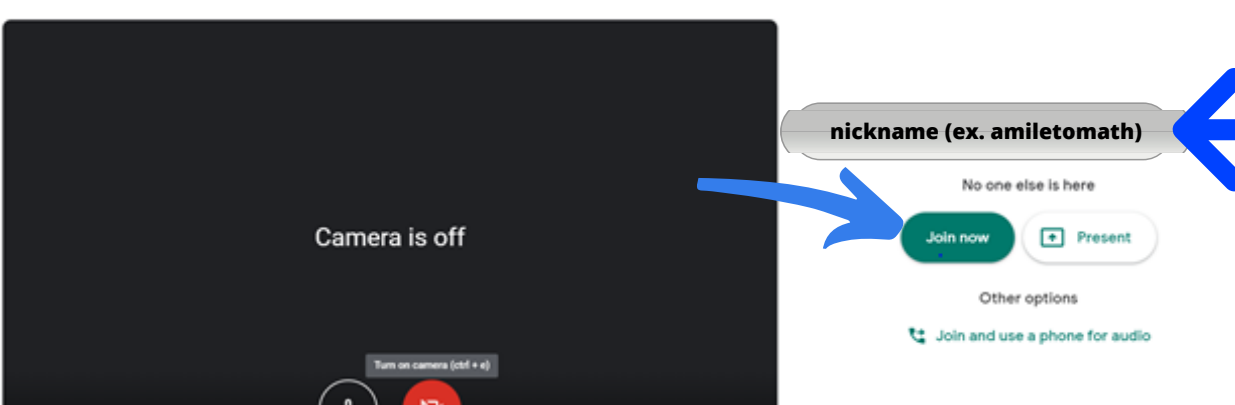 nickname (ex. amiletomath)
No one else is here
Camera is off
Join now
Present
Other options
Join and use a phone for audio
Turn on camera (ctrl + e)